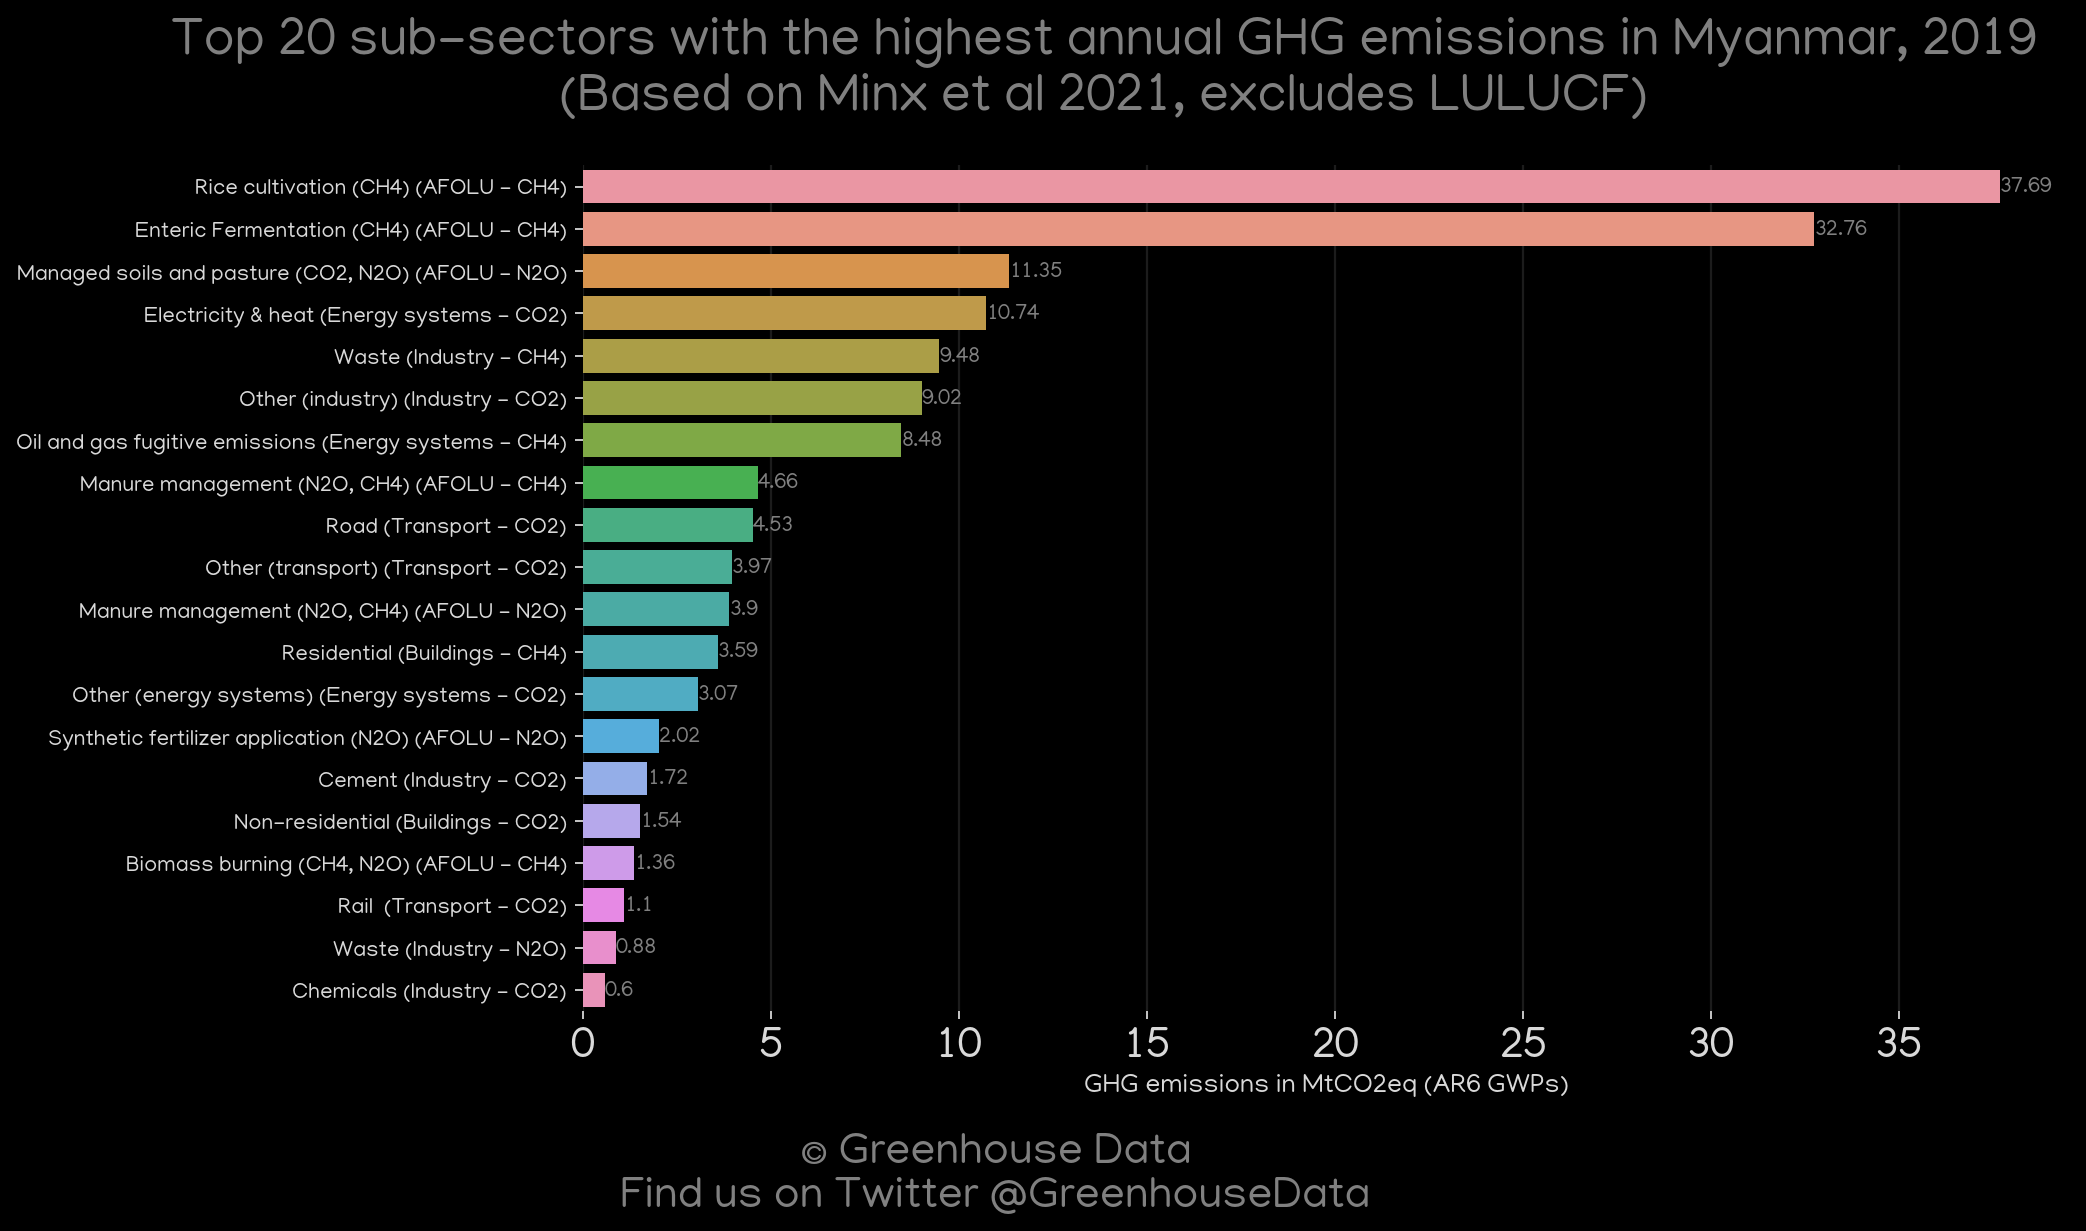 Top 20 sub-sectors with the highest annual GHG emissions in Myanmar, 2019
(Based on Minx et al 2021, excludes LULUCF)
Rice cultivation (CH4) (AFOLU - CH4) 37.69
Enteric Fermentation (CH4) (AFOLU - CH4) 32.76
Managed soils and pasture (CO2, N2O) (AFOLU - N2O) 11.35
Electricity & heat (Energy systems - CO2) 10.74
Waste (Industry - CH4) 9.48
Other (industry) (Industry - CO2) 9.02
Oil and gas fugitive emissions (Energy systems - CH4) 8.48
Manure management (N2O, CH4) (AFOLU - CH4) 4.66
Road (Transport - CO2) 4.53
Other (transport) (Transport - CO2) 3.97
Manure management (N2O, CH4) (AFOLU - N2O) 3.9
Residential (Buildings - CH4) 3.59
Other (energy systems) (Energy systems - CO2) 3.07
Synthetic fertilizer application (N2O) (AFOLU - N2O) 2.02
Cement (Industry - CO2) 1.72
Non-residential (Buildings - CO2) 1.54
Biomass burning (CH4, N2O) (AFOLU - CH4) 1.36
Rail  (Transport - CO2) 1.1
Waste (Industry - N2O) 0.88
Chemicals (Industry - CO2) 0.6
0 5 10 15 20 25 30 35
GHG emissions in MtCO2eq (AR6 GWPs)
© Greenhouse Data
Find us on Twitter @GreenhouseData